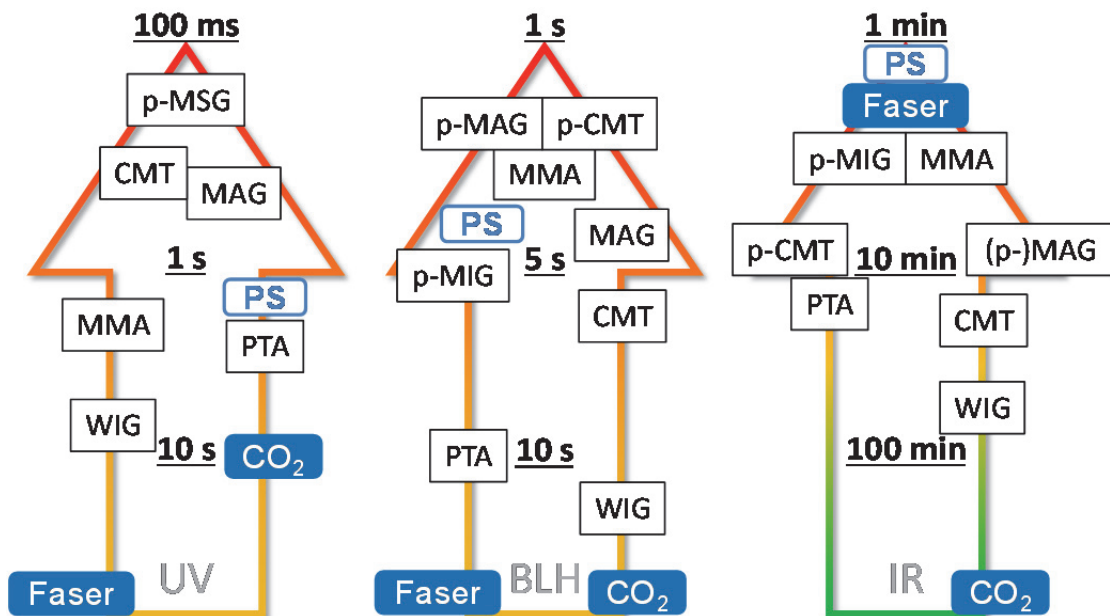 100 ms
p-MSG
CMT
MAG
1 s
PS
MMA
PTA
WIG
10 s
CO₂
Faser
UV
1 s
p-MAG
p-CMT
MMA
PS
MAG
p-MIG
5 s
CMT
PTA
10 s
WIG
Faser
BLH
CO₂
1 min
PS
Faser
p-MIG
MMA
p-CMT
10 min
(p-)MAG
PTA
CMT
WIG
100 min
IR
CO₂